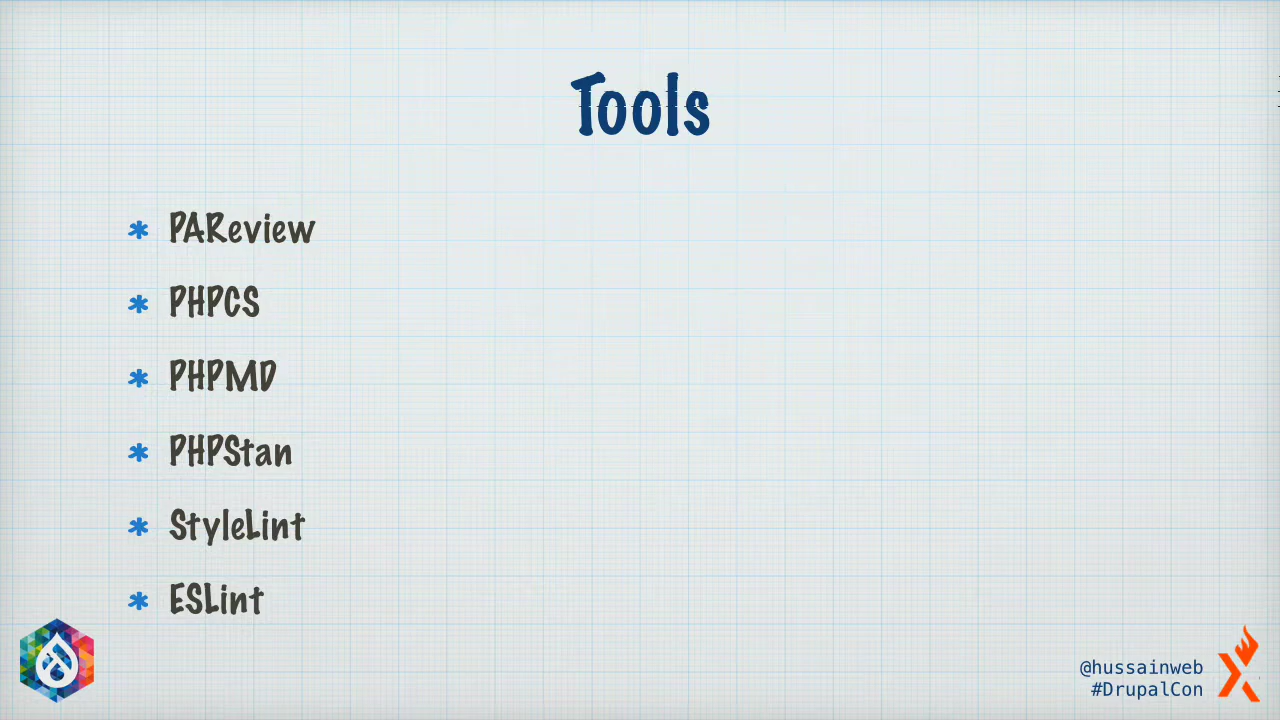 Tools
* PAReview
* PHPCS
* PHPMD
* PHPStan
* StyleLint
* ESLint
@hussainweb
#DrupalCon